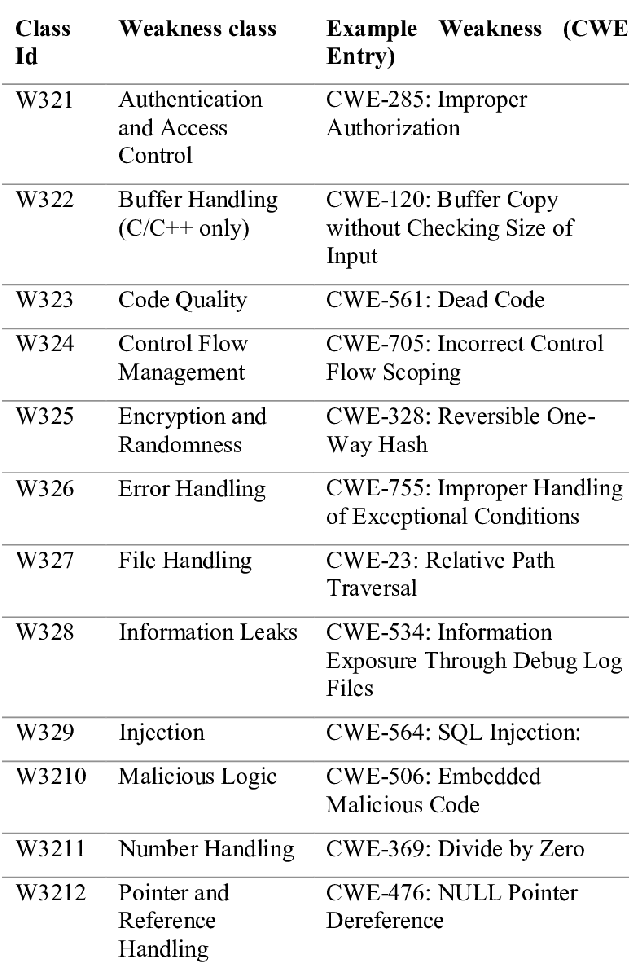 Class Weakness class Example Weakness (CWE
Id Entry)
W321 Authentication CWE-285: Improper
and Access Authorization
Control
W322 Buffer Handling CWE-120: Buffer Copy
(C/C++ only) without Checking Size of
Input
W323 Code Quality CWE-561: Dead Code
W324 Control Flow CWE-705: Incorrect Control
Management Flow Scoping
W325 Encryption and CWE-328: Reversible One-
Randomness Way Hash
W326 Error Handling CWE-755: Improper Handling
of Exceptional Conditions
W327 File Handling CWE-23: Relative Path
Traversal
W328 Information Leaks CWE-534: Information
Exposure Through Debug Log
Files
W329 Injection CWE-564: SQL Injection:
W3210 Malicious Logic CWE-506: Embedded
Malicious Code
W3211 Number Handling CWE-369: Divide by Zero
W3212 Pointer and CWE-476: NULL Pointer
Reference Dereference
Handling